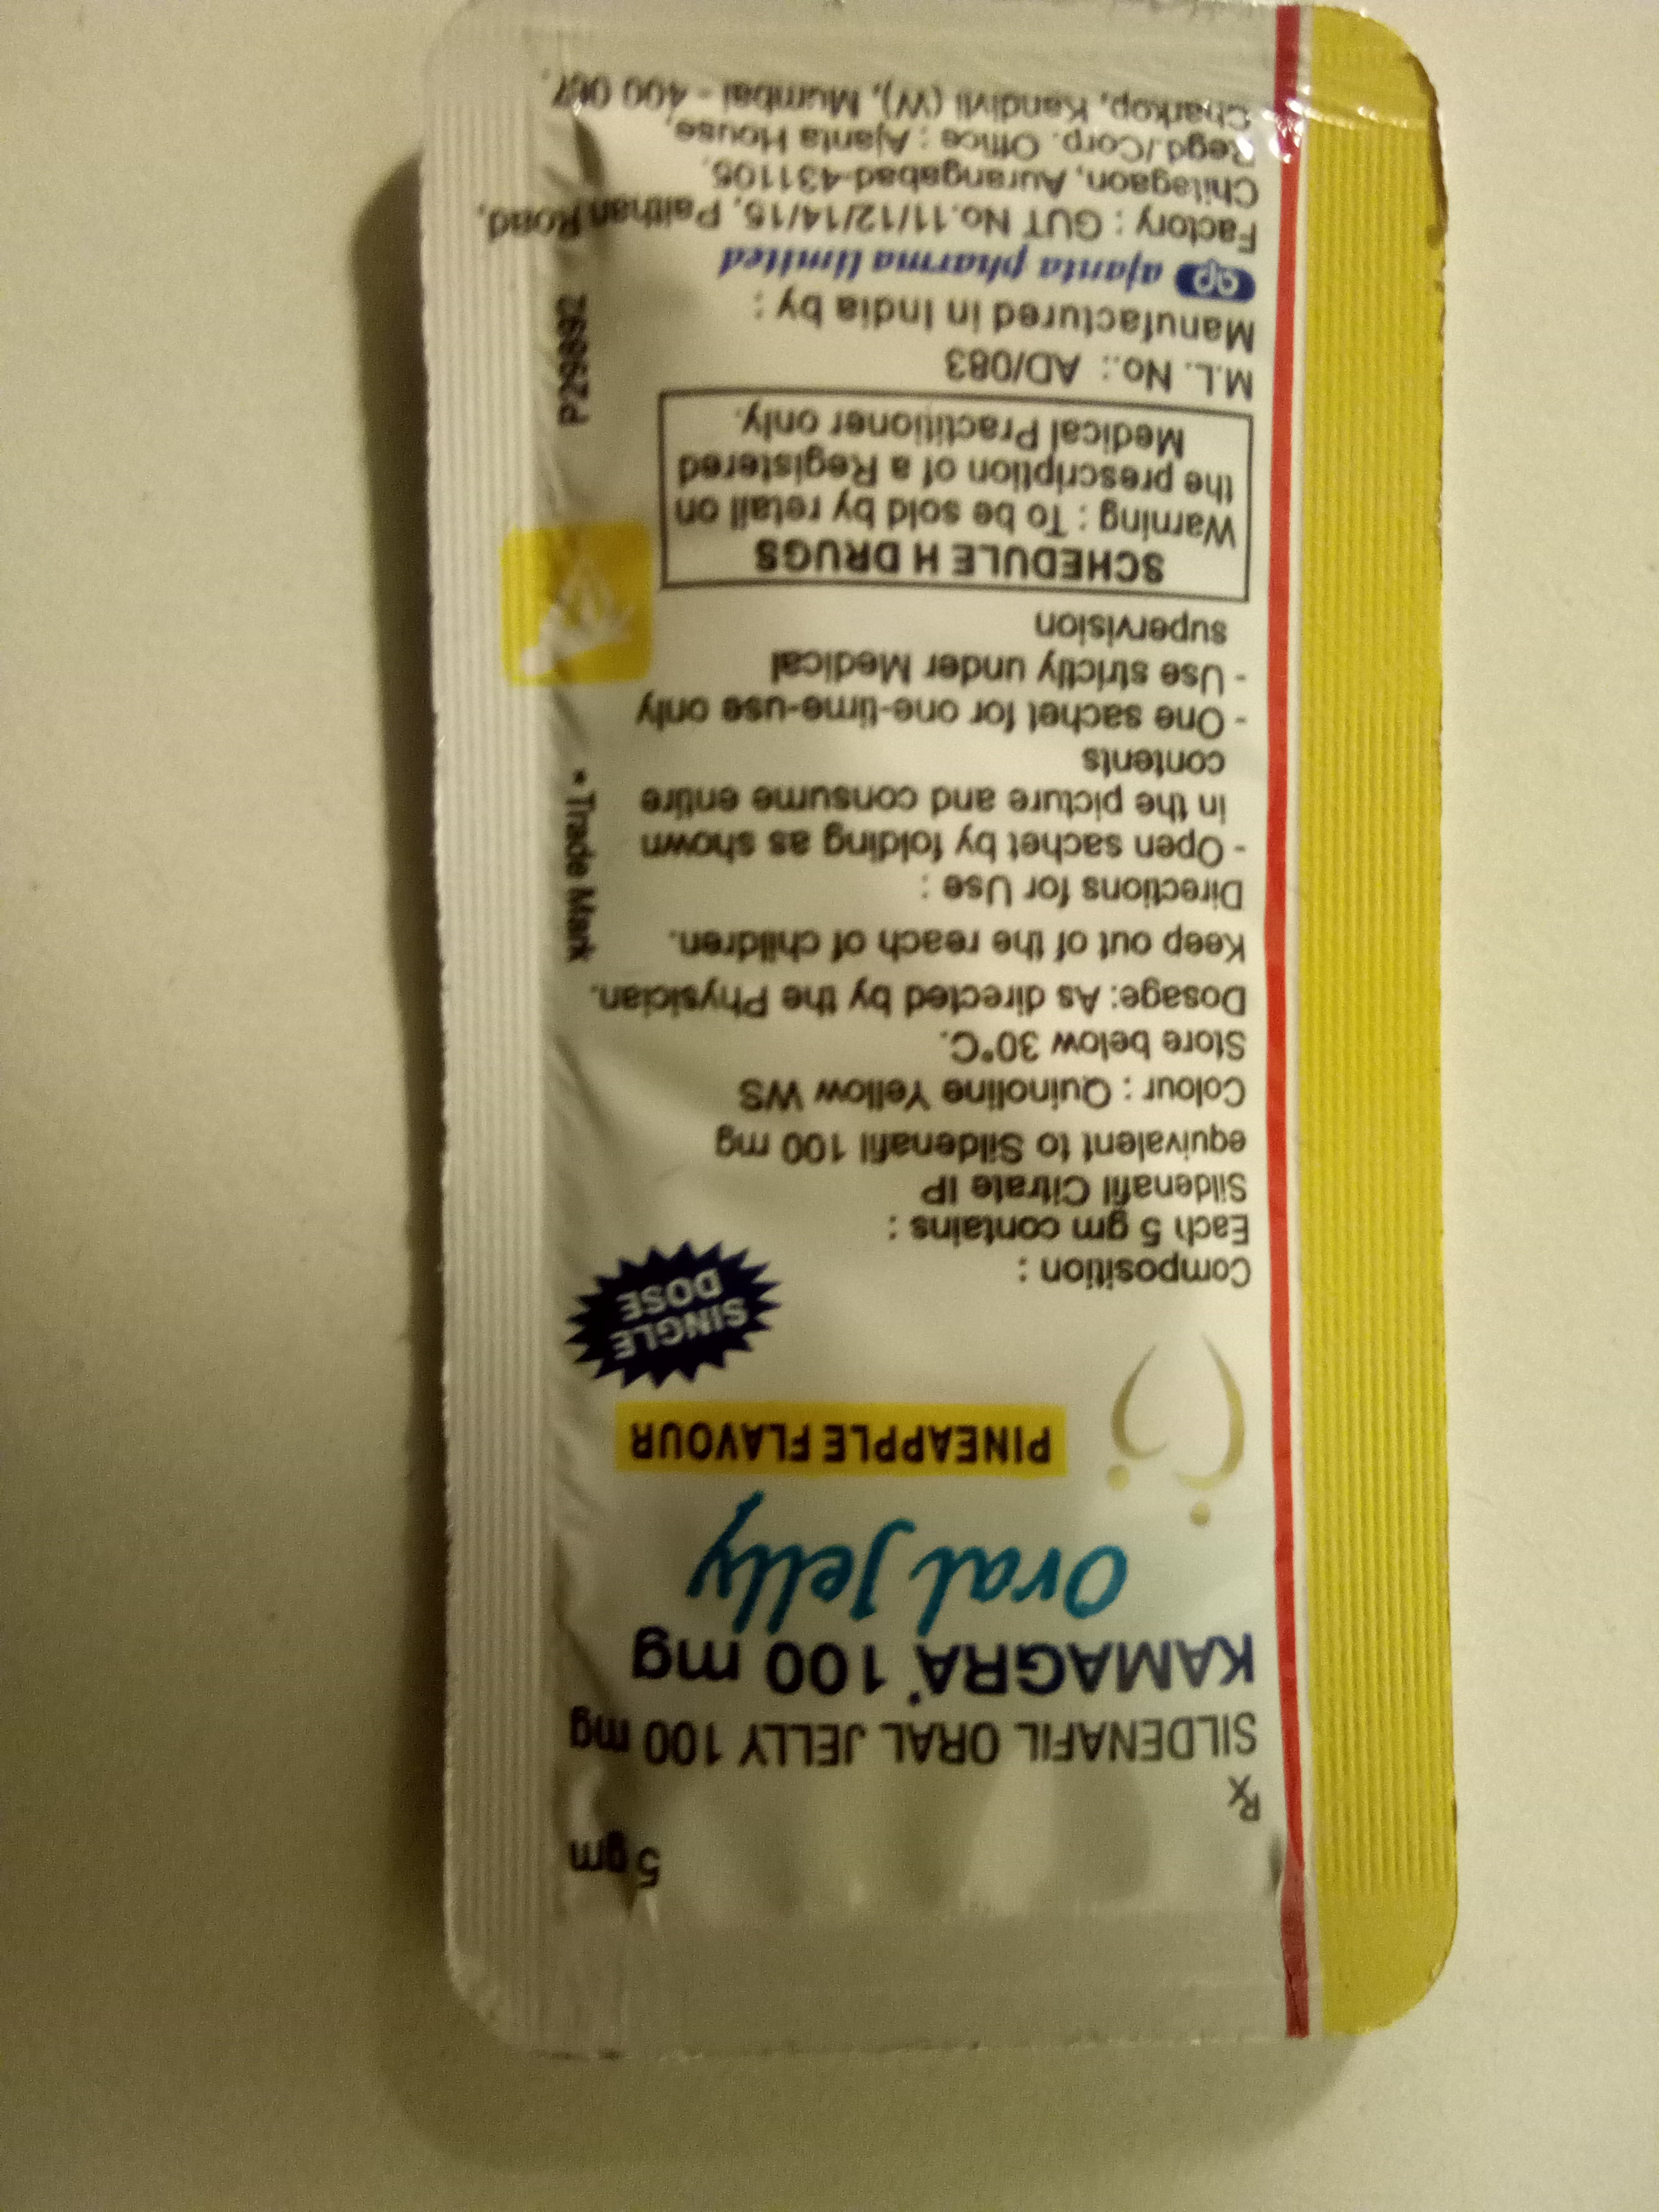 5 gm
Rx
SILDENAFIL ORAL JELLY 100 mg
KAMAGRA* 100 mg
Oral Jelly
PINEAPPLE FLAVOUR
SINGLE
DOSE
Composition :
Each 5 gm contains :
Sildenafil Citrate IP
equivalent to Sildenafil 100 mg
Colour : Quinoline Yellow WS
Store below 30°C.
Dosage: As directed by the Physician.
Keep out of the reach of children.
Directions for Use :
- Open sachet by folding as shown
in the picture and consume entire
contents
- One sachet for one-time-use only
- Use strictly under Medical
supervision
SCHEDULE H DRUGS
Warning : To be sold by retail on
the prescription of a Registered
Medical Practitioner only.
M.L. No.: AD/083
Manufactured in India by :
ap ajanta pharma limited
Factory : GUT No.11/12/14/15, Paithan Road,
Chitegaon, Aurangabad-431105.
Regd./Corp. Office : Ajanta House,
Charkop, Kandivli (W), Mumbai - 400 067.
* Trade Mark
P26692